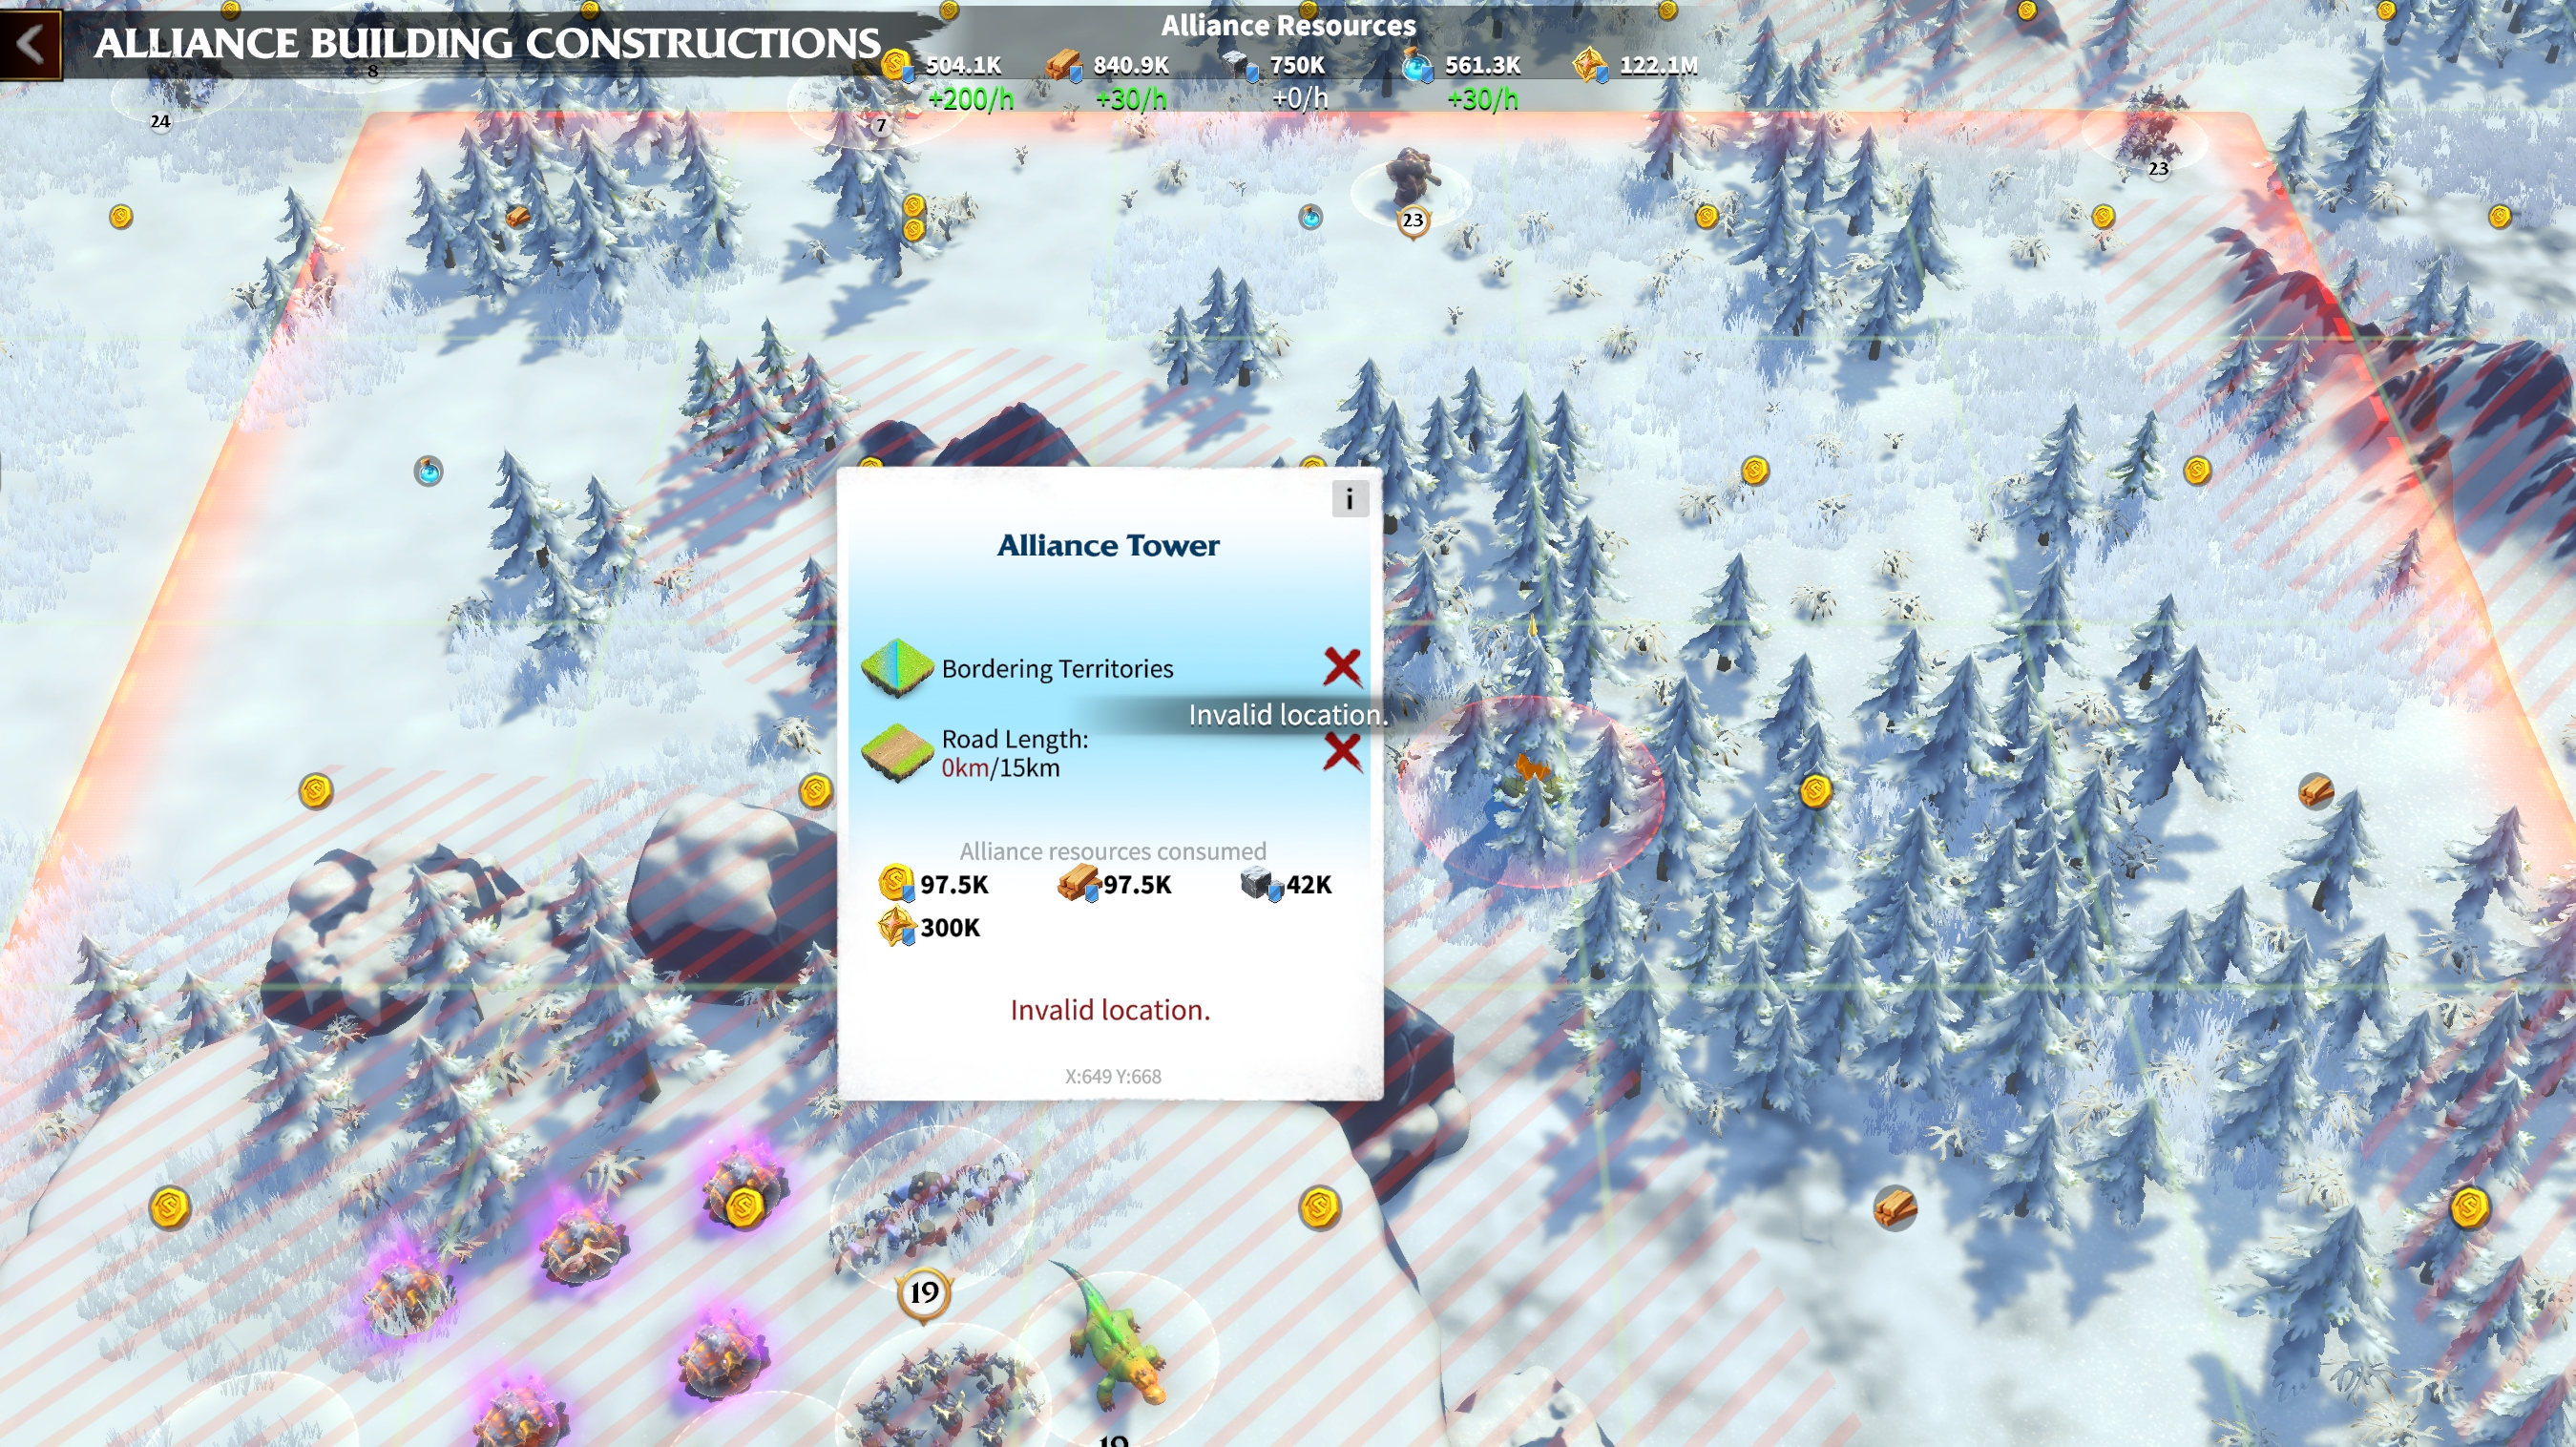 ALLIANCE BUILDING CONSTRUCTIONS
Alliance Resources
504.1K 840.9K 750K 561.3K 122.1M
+200/h +30/h +0/h +30/h
8
24
7
23
23
i
Alliance Tower
Bordering Territories
Invalid location.
Road Length:
0km/15km
Alliance resources consumed
97.5K 97.5K 42K
300K
Invalid location.
X:649 Y:668
19
19